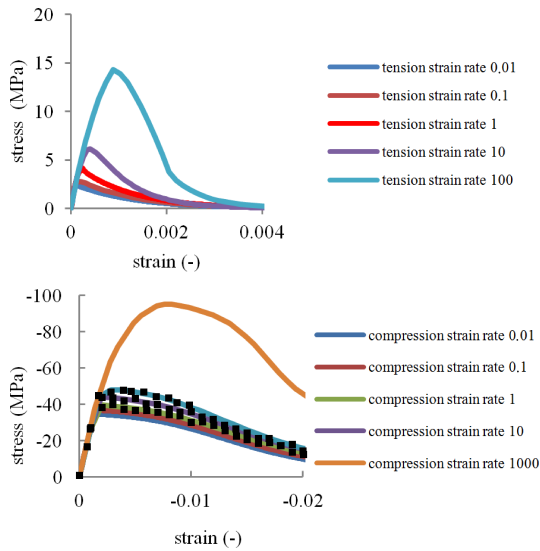 20
15
10
5
0
0
0.002
0.004
stress (MPa)
strain (-)
tension strain rate 0.01
tension strain rate 0.1
tension strain rate 1
tension strain rate 10
tension strain rate 100
-100
-80
-60
-40
-20
0
0
-0.01
-0.02
stress (MPa)
strain (-)
compression strain rate 0.01
compression strain rate 0.1
compression strain rate 1
compression strain rate 10
compression strain rate 1000